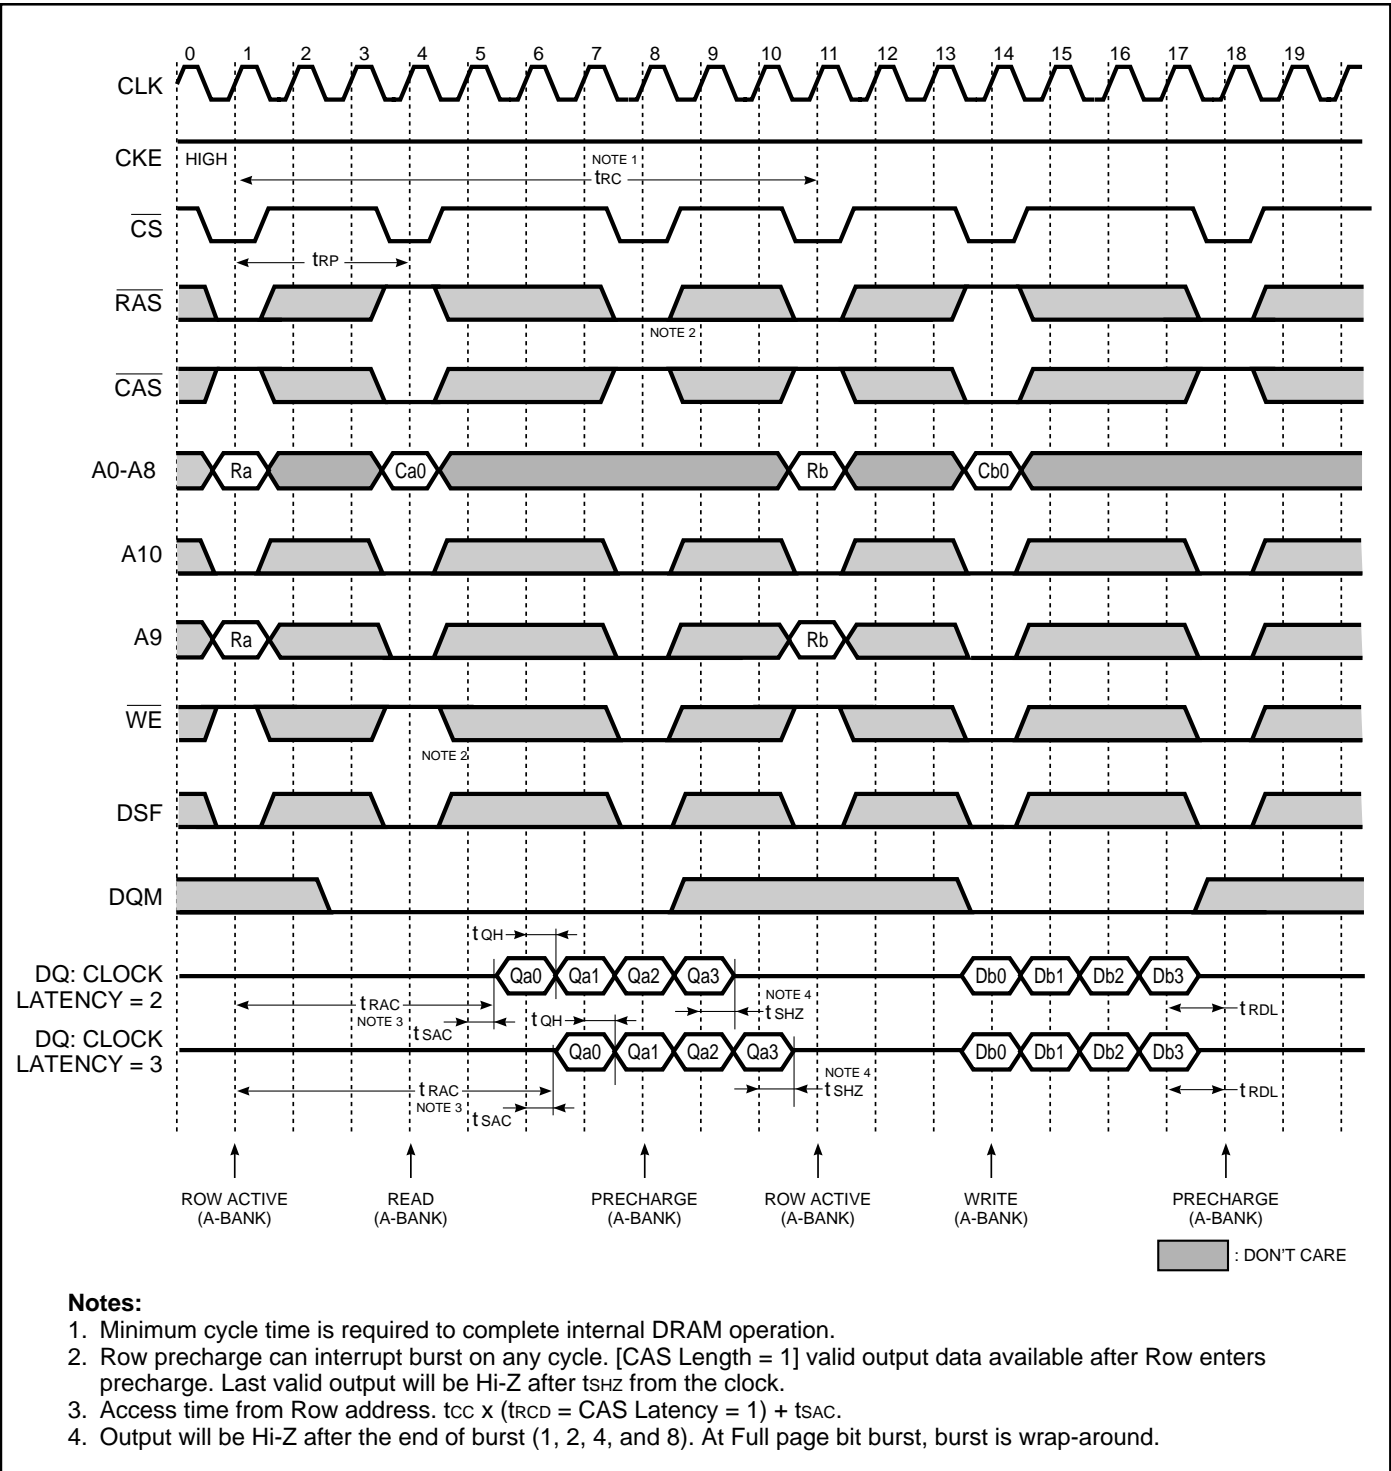 0 1 2 3 4 5 6 7 8 9 10 11 12 13 14 15 16 17 18 19
CLK
CKE
HIGH
NOTE 1
tRC
CS
tRP
RAS
NOTE 2
CAS
A0-A8
Ra
Ca0
Rb
Cb0
A10
A9
Ra
Rb
WE
NOTE 2
DSF
DQM
tQH
DQ: CLOCK
LATENCY = 2
Qa0 Qa1 Qa2 Qa3
Db0 Db1 Db2 Db3
tRAC
NOTE 3
tSAC
tQH
NOTE 4
tSHZ
tRDL
DQ: CLOCK
LATENCY = 3
Qa0 Qa1 Qa2 Qa3
Db0 Db1 Db2 Db3
tRAC
NOTE 3
tSAC
NOTE 4
tSHZ
tRDL
ROW ACTIVE
(A-BANK)
READ
(A-BANK)
PRECHARGE
(A-BANK)
ROW ACTIVE
(A-BANK)
WRITE
(A-BANK)
PRECHARGE
(A-BANK)
: DON'T CARE
Notes:
1. Minimum cycle time is required to complete internal DRAM operation.
2. Row precharge can interrupt burst on any cycle. [CAS Length = 1] valid output data available after Row enters
precharge. Last valid output will be Hi-Z after tSHZ from the clock.
3. Access time from Row address. tCC x (tRCD = CAS Latency = 1) + tSAC.
4. Output will be Hi-Z after the end of burst (1, 2, 4, and 8). At Full page bit burst, burst is wrap-around.